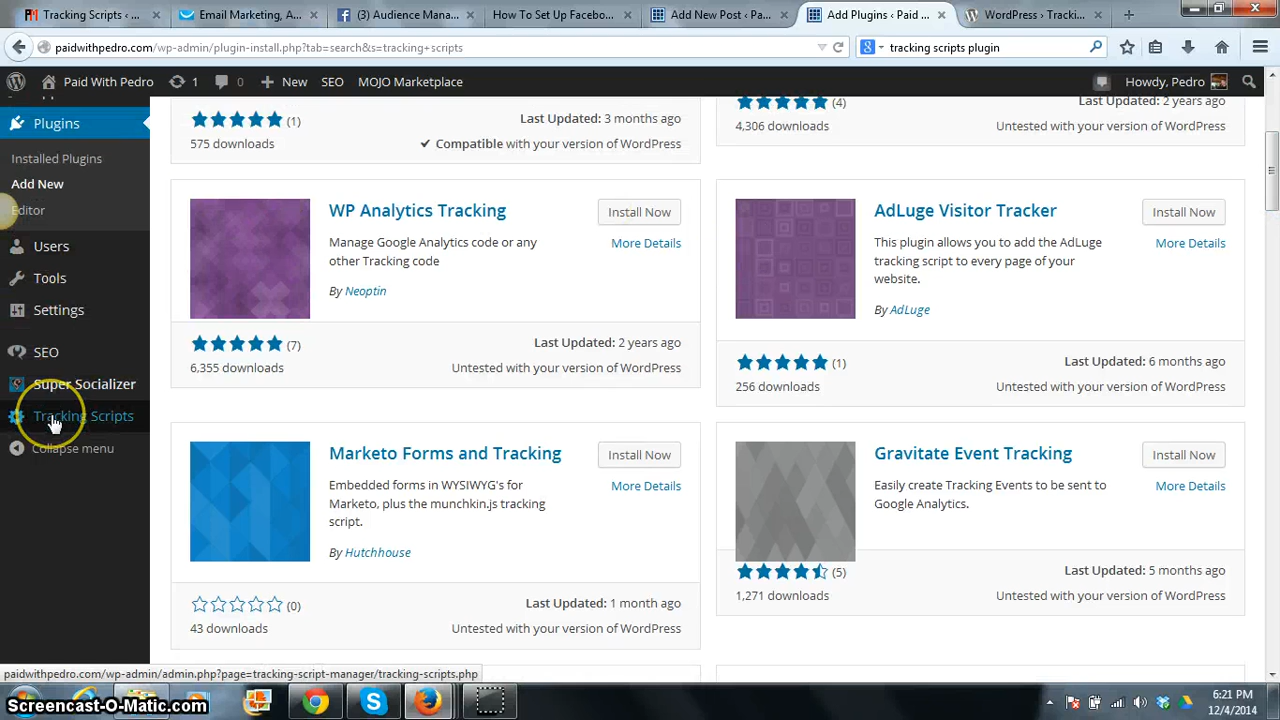 Tracking Scripts ‹ ...
Email Marketing, A...
(3) Audience Mana...
How To Set Up Facebo...
Add New Post ‹ Paid ...
Add Plugins ‹ Paid ...
WordPress › Tracki...
paidwithpedro.com/wp-admin/plugin-install.php?tab=search&s=tracking+scripts
tracking scripts plugin
Paid With Pedro
1
0
New
SEO
MOJO Marketplace
Howdy, Pedro
Plugins
Installed Plugins
Add New
Editor
Users
Tools
Settings
SEO
Super Socializer
Tracking Scripts
Collapse menu
(1)
Last Updated: 3 months ago
575 downloads
✔ Compatible with your version of WordPress
(4)
Last Updated: 2 years ago
4,306 downloads
Untested with your version of WordPress
WP Analytics Tracking
Install Now
Manage Google Analytics code or any
other Tracking code
More Details
By Neoptin
(7)
Last Updated: 2 years ago
6,355 downloads
Untested with your version of WordPress
AdLuge Visitor Tracker
Install Now
This plugin allows you to add the AdLuge
tracking script to every page of your
website.
More Details
By AdLuge
(1)
Last Updated: 6 months ago
256 downloads
Untested with your version of WordPress
Marketo Forms and Tracking
Install Now
Embedded forms in WYSIWYG's for
Marketo, plus the munchkin.js tracking
script.
More Details
By Hutchhouse
(0)
Last Updated: 1 month ago
43 downloads
Untested with your version of WordPress
Gravitate Event Tracking
Install Now
Easily create Tracking Events to be sent to
Google Analytics.
More Details
(5)
Last Updated: 5 months ago
1,271 downloads
Untested with your version of WordPress
paidwithpedro.com/wp-admin/admin.php?page=tracking-script-manager/tracking-scripts.php
Screencast-O-Matic.com
6:21 PM
12/4/2014